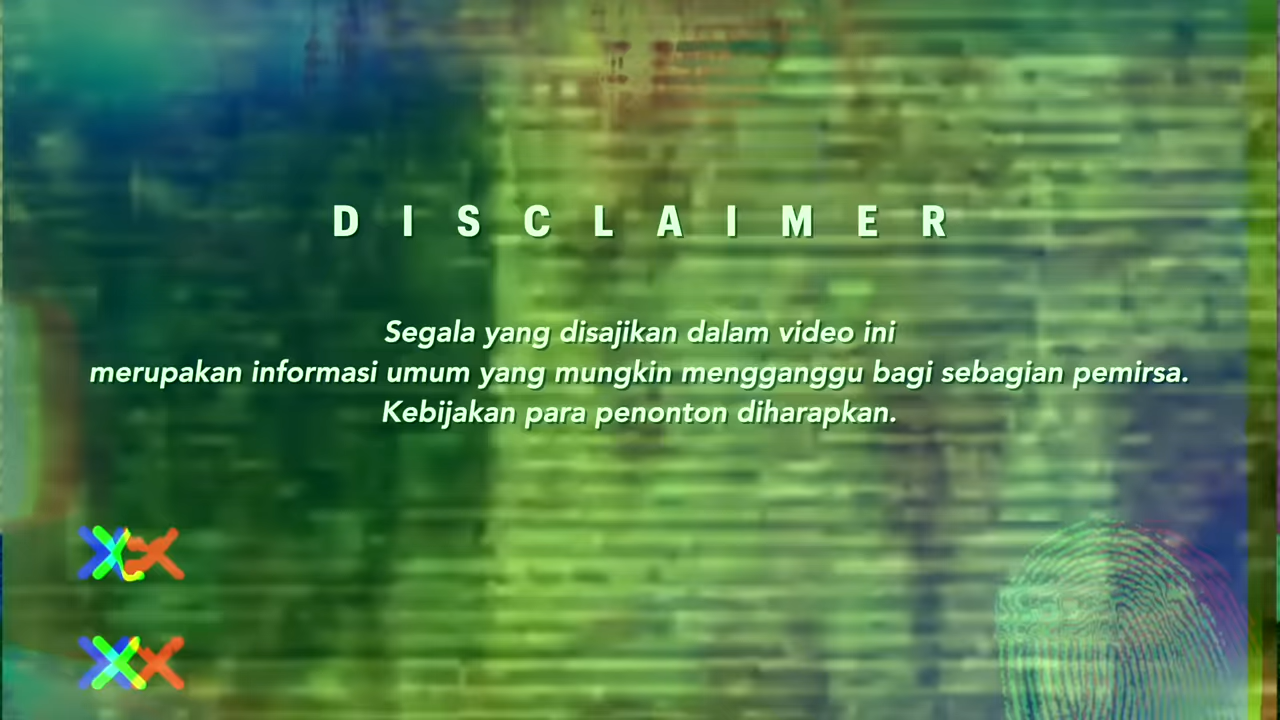 DISCLAIMER
Segala yang disajikan dalam video ini
merupakan informasi umum yang mungkin mengganggu bagi sebagian pemirsa.
Kebijakan para penonton diharapkan.